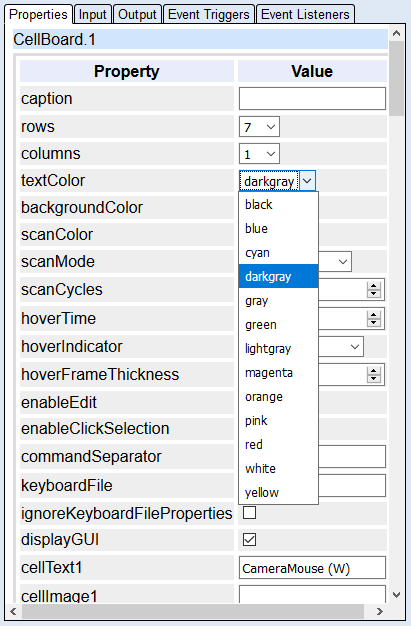 Properties Input Output Event Triggers Event Listeners
CellBoard.1
Property Value
caption
rows 7
columns 1
textColor darkgray
backgroundColor black
scanColor blue
scanMode cyan
scanCycles darkgray
hoverTime gray
hoverIndicator green
hoverFrameThickness lightgray
enableEdit magenta
enableClickSelection orange
commandSeparator pink
keyboardFile red
ignoreKeyboardFileProperties white
displayGUI yellow
cellText1 CameraMouse (W)
cellImage1